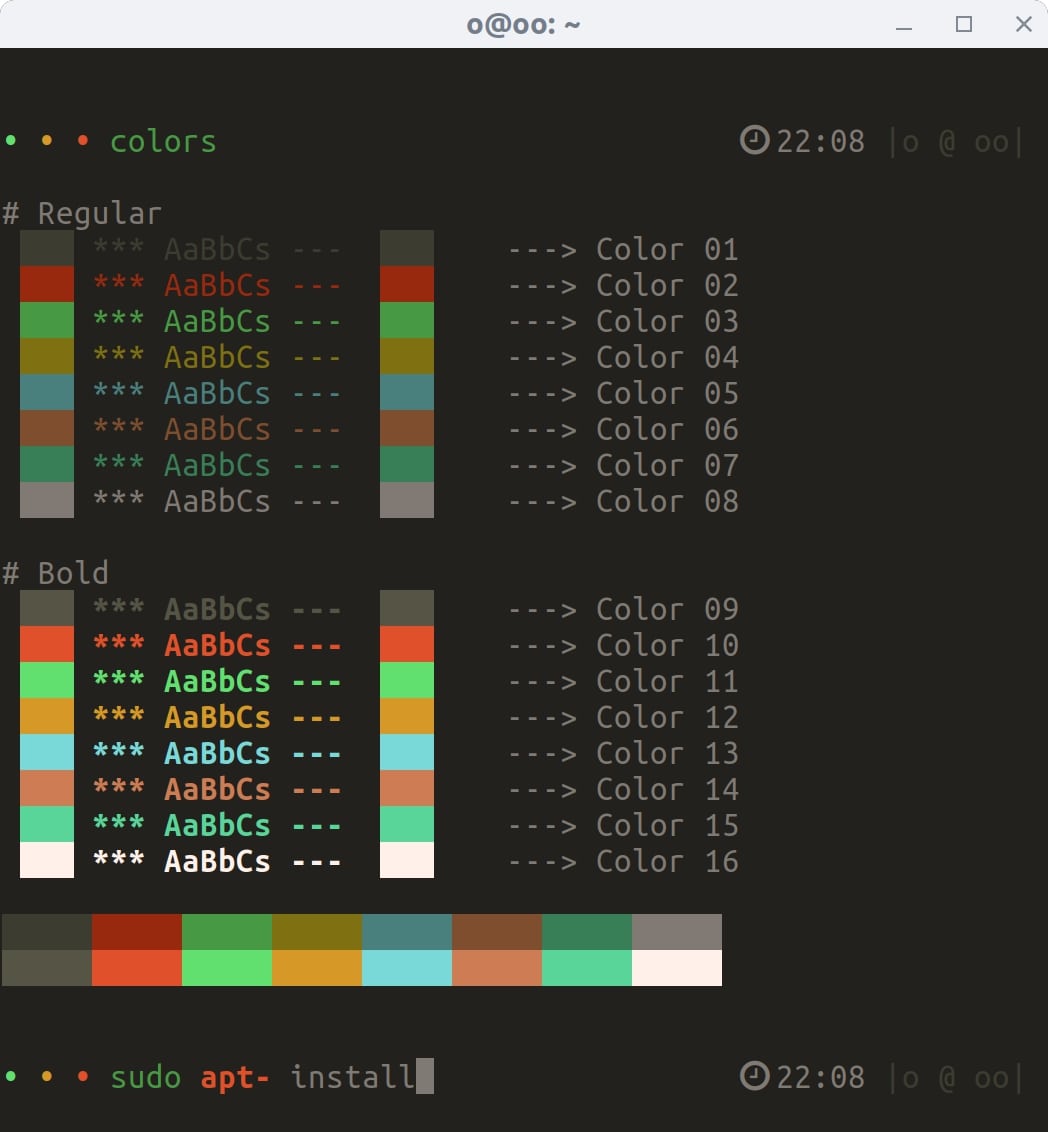 o@oo: ~
• • • colors 22:08 |o @ oo|
# Regular
*** AaBbCs --- ---> Color 01
*** AaBbCs --- ---> Color 02
*** AaBbCs --- ---> Color 03
*** AaBbCs --- ---> Color 04
*** AaBbCs --- ---> Color 05
*** AaBbCs --- ---> Color 06
*** AaBbCs --- ---> Color 07
*** AaBbCs --- ---> Color 08
# Bold
*** AaBbCs --- ---> Color 09
*** AaBbCs --- ---> Color 10
*** AaBbCs --- ---> Color 11
*** AaBbCs --- ---> Color 12
*** AaBbCs --- ---> Color 13
*** AaBbCs --- ---> Color 14
*** AaBbCs --- ---> Color 15
*** AaBbCs --- ---> Color 16
• • • sudo apt- install 22:08 |o @ oo|